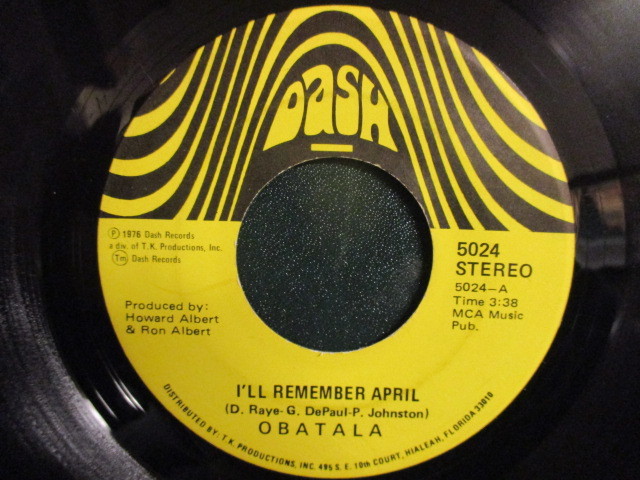 DASH
Ⓟ 1976 Dash Records
a div. of T.K. Productions, Inc.
Tm Dash Records
Produced by:
Howard Albert
& Ron Albert
5024
STEREO
5024-A
Time 3:38
MCA Music
Pub.
I'LL REMEMBER APRIL
(D. Raye-G. DePaul-P. Johnston)
OBATALA
DISTRIBUTED BY: T.K. PRODUCTIONS, INC. 495 S. E. 10th COURT, HIALEAH, FLORIDA 33010